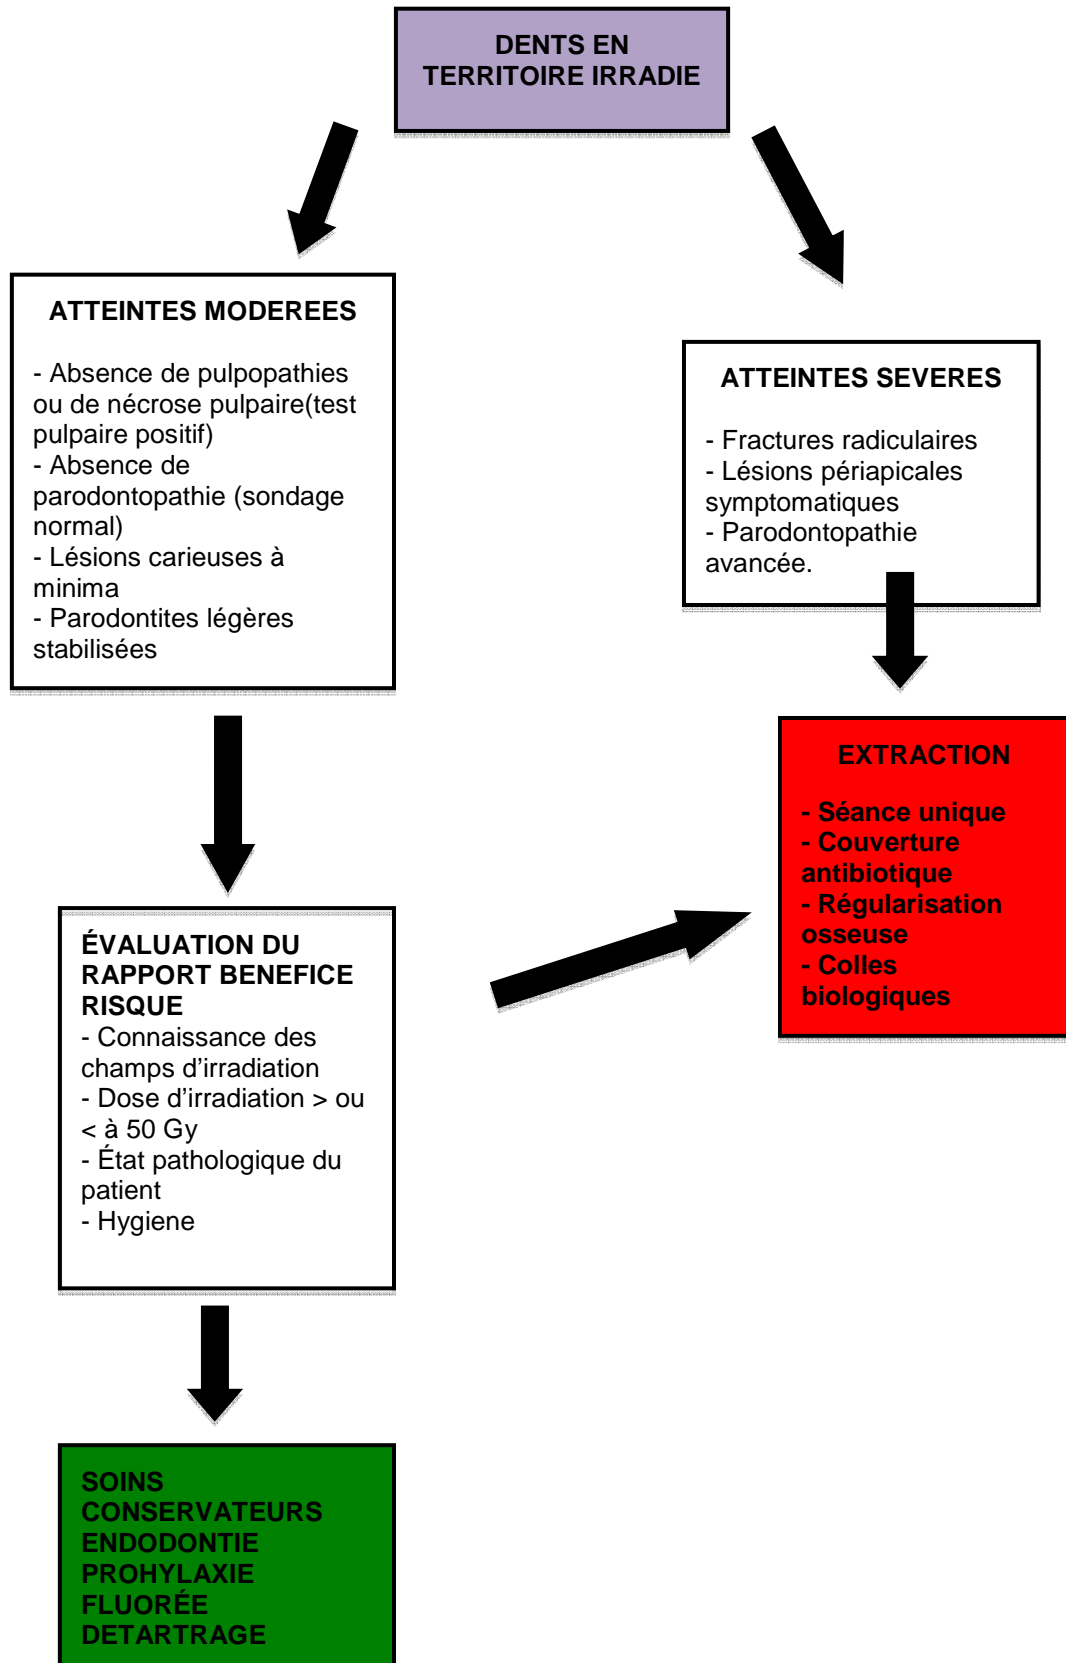 DENTS EN
TERRITOIRE IRRADIE
ATTEINTES MODEREES
- Absence de pulpopathies
ou de nécrose pulpaire(test
pulpaire positif)
- Absence de
parodontopathie (sondage
normal)
- Lésions carieuses à
minima
- Parodontites légères
stabilisées
ATTEINTES SEVERES
- Fractures radiculaires
- Lésions périapicales
symptomatiques
- Parodontopathie
avancée.
EXTRACTION
- Séance unique
- Couverture
antibiotique
- Régularisation
osseuse
- Colles
biologiques
ÉVALUATION DU
RAPPORT BENEFICE
RISQUE
- Connaissance des
champs d'irradiation
- Dose d'irradiation > ou
< à 50 Gy
- État pathologique du
patient
- Hygiene
SOINS
CONSERVATEURS
ENDODONTIE
PROHYLAXIE
FLUORÉE
DETARTRAGE